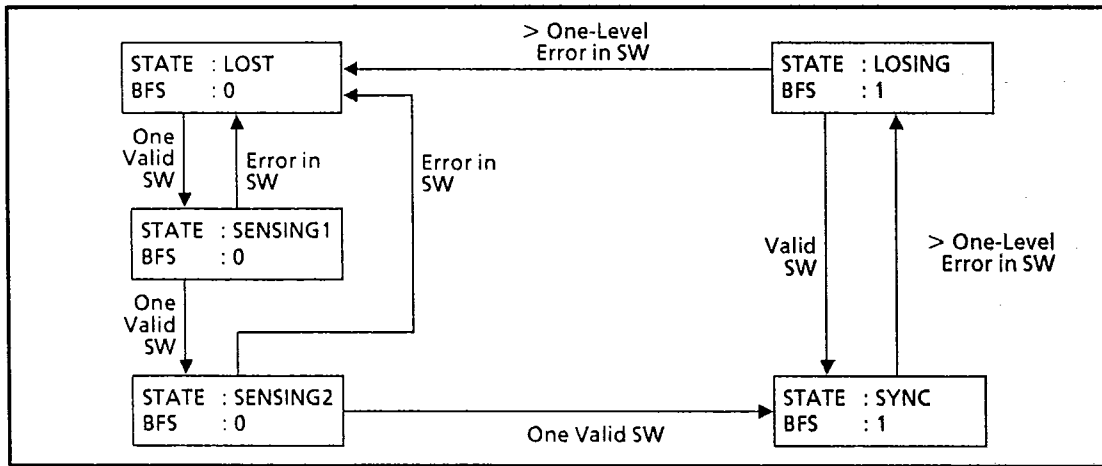 > One-Level
Error in SW
STATE : LOST
BFS : 0
STATE : LOSING
BFS : 1
One
Valid
SW
Error in
SW
Error in
SW
STATE : SENSING1
BFS : 0
Valid
SW
> One-Level
Error in SW
One
Valid
SW
STATE : SENSING2
BFS : 0
One Valid SW
STATE : SYNC
BFS : 1